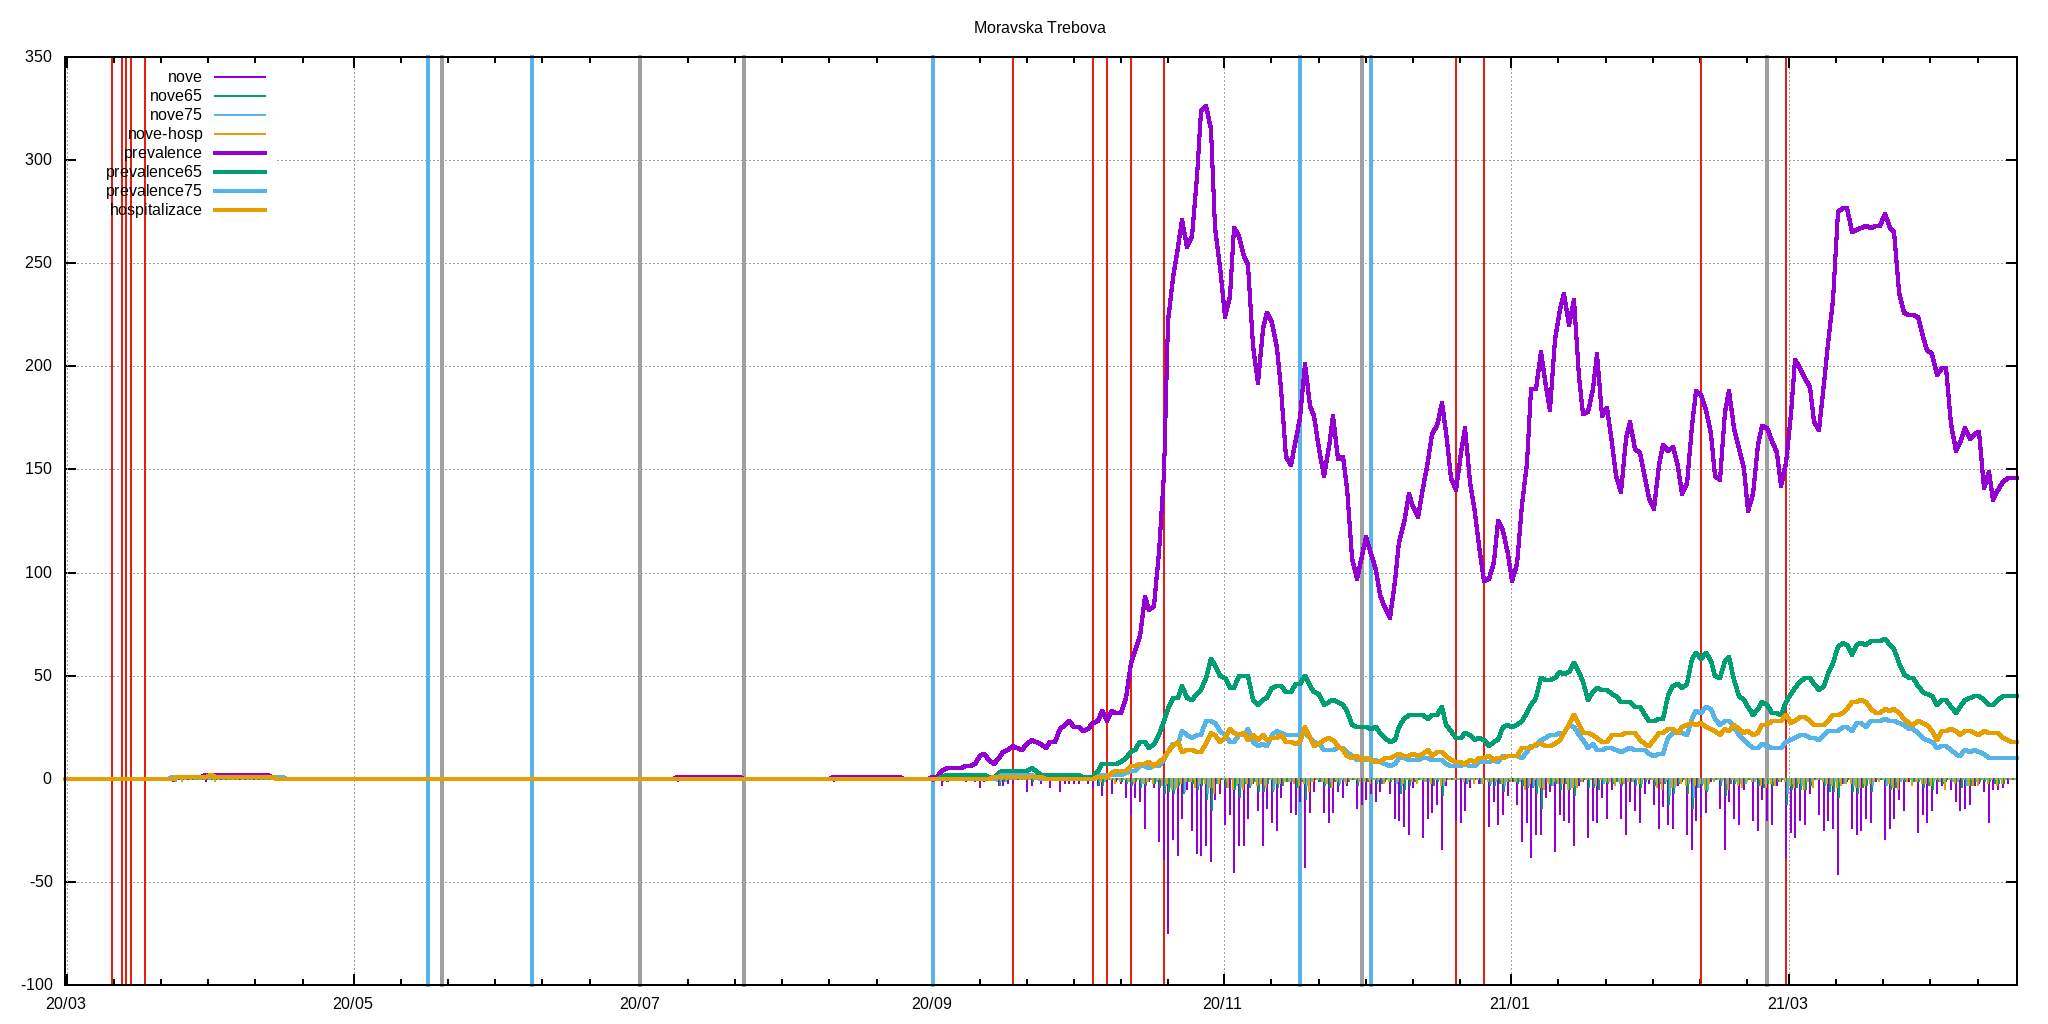 Moravska Trebova
350
300
250
200
150
100
50
0
-50
-100
nove
nove65
nove75
nove-hosp
prevalence
prevalence65
prevalence75
hospitalizace
20/03 20/05 20/07 20/09 20/11 21/01 21/03